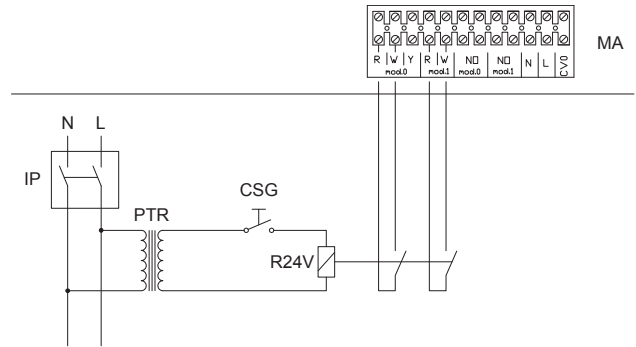 MA
R W Y R W NO NO N L CV0
mod.0 mod.1 mod.0 mod.1
N L
IP
CSG
PTR
R24V